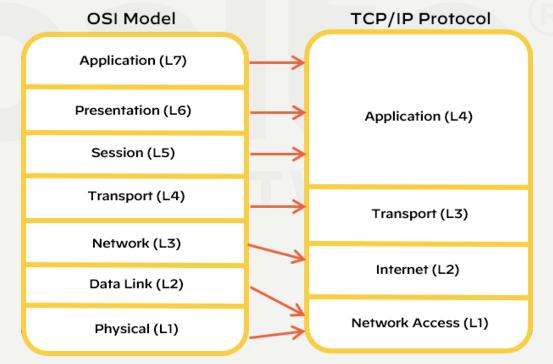 OSI Model
TCP/IP Protocol
Application (L7)
Presentation (L6)
Session (L5)
Transport (L4)
Network (L3)
Data Link (L2)
Physical (L1)
Application (L4)
Transport (L3)
Internet (L2)
Network Access (L1)